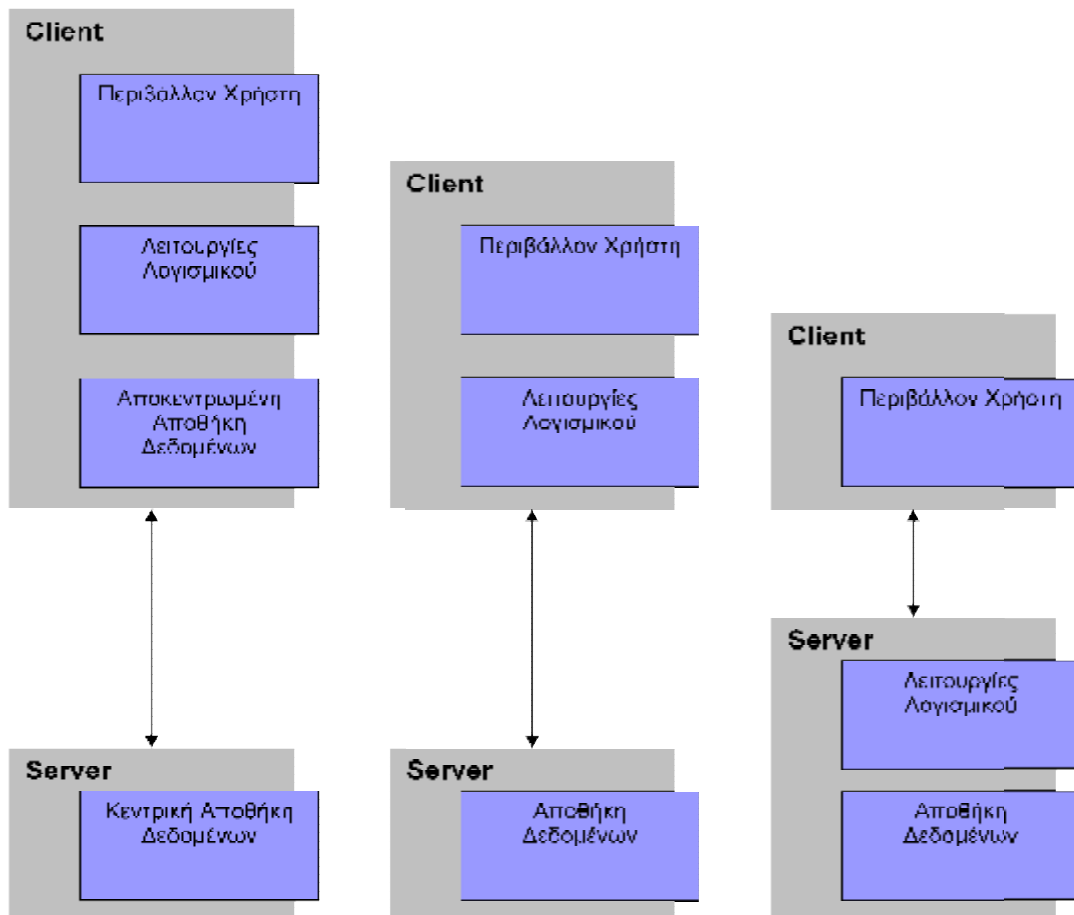 Client
Περιβάλλον Χρήστη
Λειτουργίες
Λογισμικού
Αποκεντριωμένη
Αποθήκη
Δεδομένων
Server
Κεντρική Αποθήκη
Δεδομένων
Client
Περιβάλλον Χρήστη
Λειτουργίες
Λογισμικού
Server
Αποθήκη
Δεδομένων
Client
Περιβάλλον Χρήστη
Server
Λειτουργίες
Λογισμικού
Αποθήκη
Δεδομένων